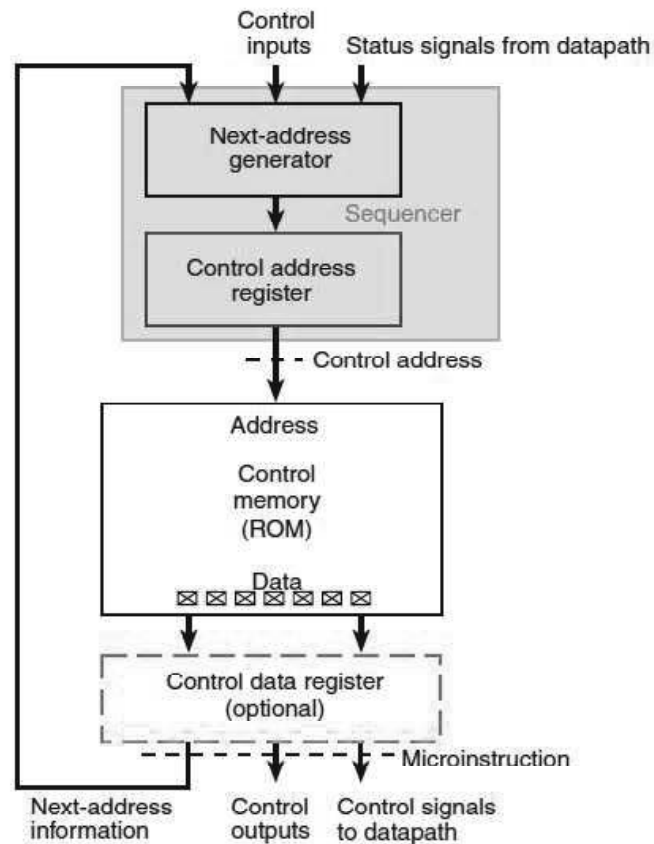 Control
inputs
Status signals from datapath
Next-address
generator
Sequencer
Control address
register
Control address
Address
Control
memory
(ROM)
Data
Control data register
(optional)
Microinstruction
Next-address
information
Control
outputs
Control signals
to datapath